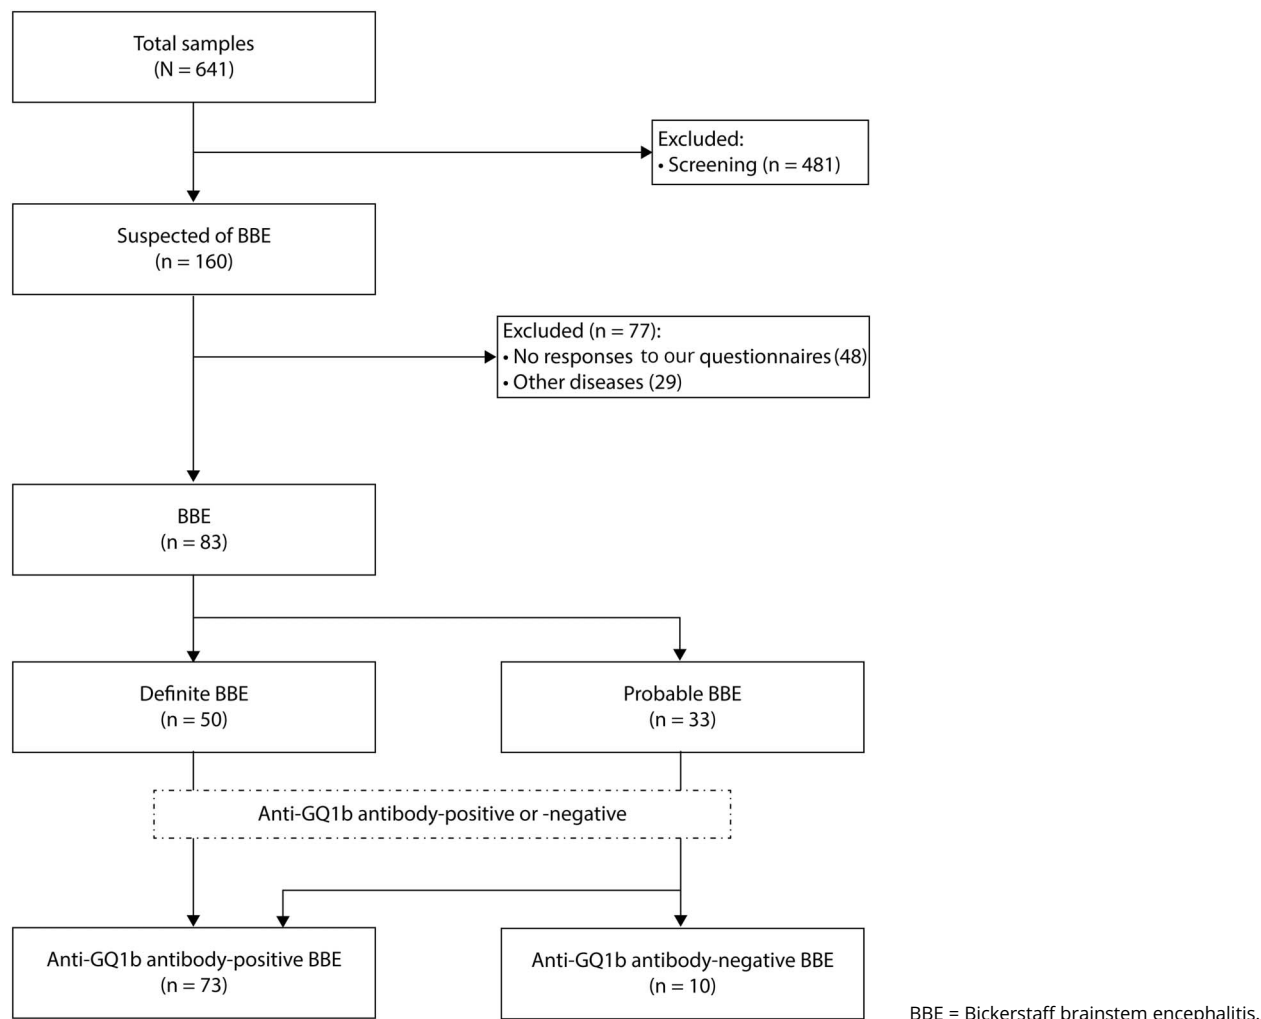 Total samples
(N = 641)
Excluded:
• Screening (n = 481)
Suspected of BBE
(n = 160)
Excluded (n = 77):
• No responses to our questionnaires (48)
• Other diseases (29)
BBE
(n = 83)
Definite BBE
(n = 50)
Probable BBE
(n = 33)
Anti-GQ1b antibody-positive or -negative
Anti-GQ1b antibody-positive BBE
(n = 73)
Anti-GQ1b antibody-negative BBE
(n = 10)
BBE = Bickerstaff brainstem encephalitis.